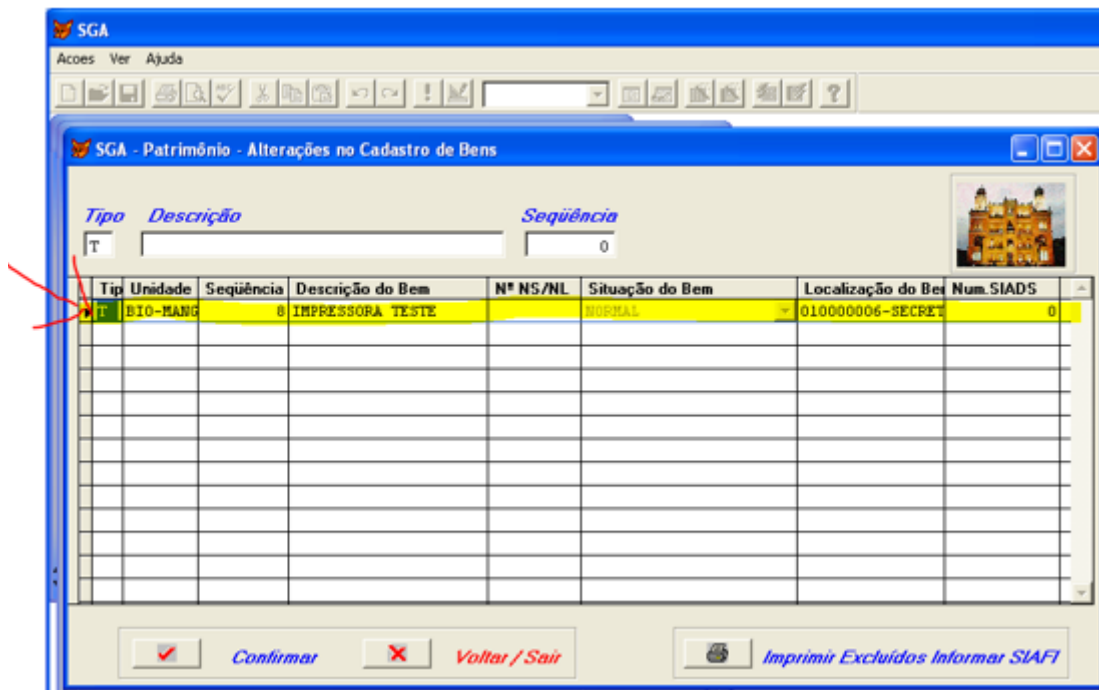 SGA
Acoes Ver Ajuda
SGA - Patrimônio - Alterações no Cadastro de Bens
Tipo Descrição Seqüência
T 0
Tip Unidade Seqüência Descrição do Bem Nº NS/NL Situação do Bem Localização do Ber Num.SIADS
T BIO-MANG 8 IMPRESSORA TESTE NORMAL 010000006-SECRET 0
Confirmar Voltar / Sair Imprimir Excluídos Informar SIAFI